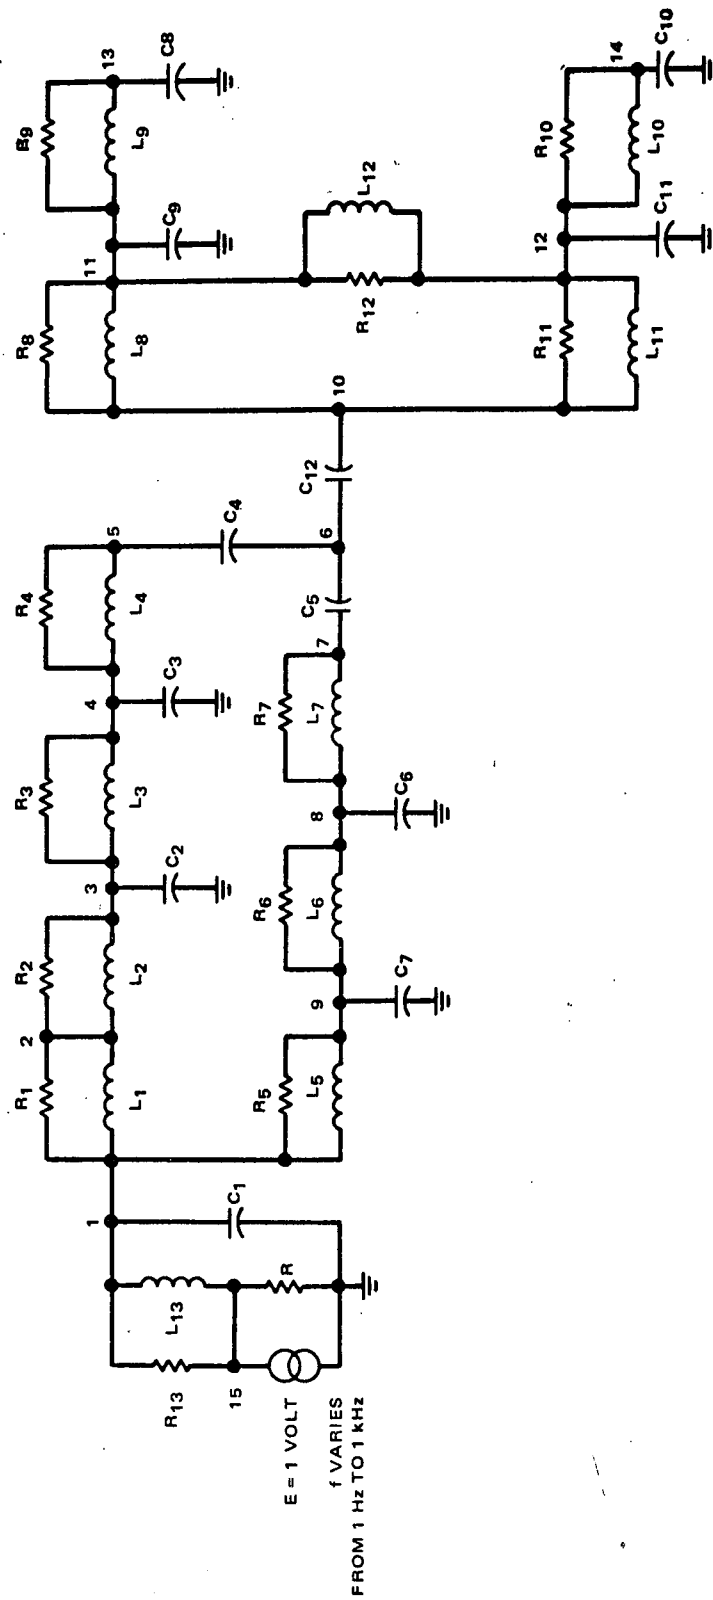 R1
2
R2
R3
R4
R8
R9
1
3
4
5
11
13
L1
L2
L3
L4
L8
L9
C2
C3
C9
C8
R13
L13
C1
C4
15
R5
R6
R7
R
E = 1 VOLT
L5
L6
L7
C5
C12
9
8
7
6
10
f VARIES
FROM 1 Hz TO 1 kHz
C7
C6
R12
L12
R11
12
R10
14
L11
C11
L10
C10